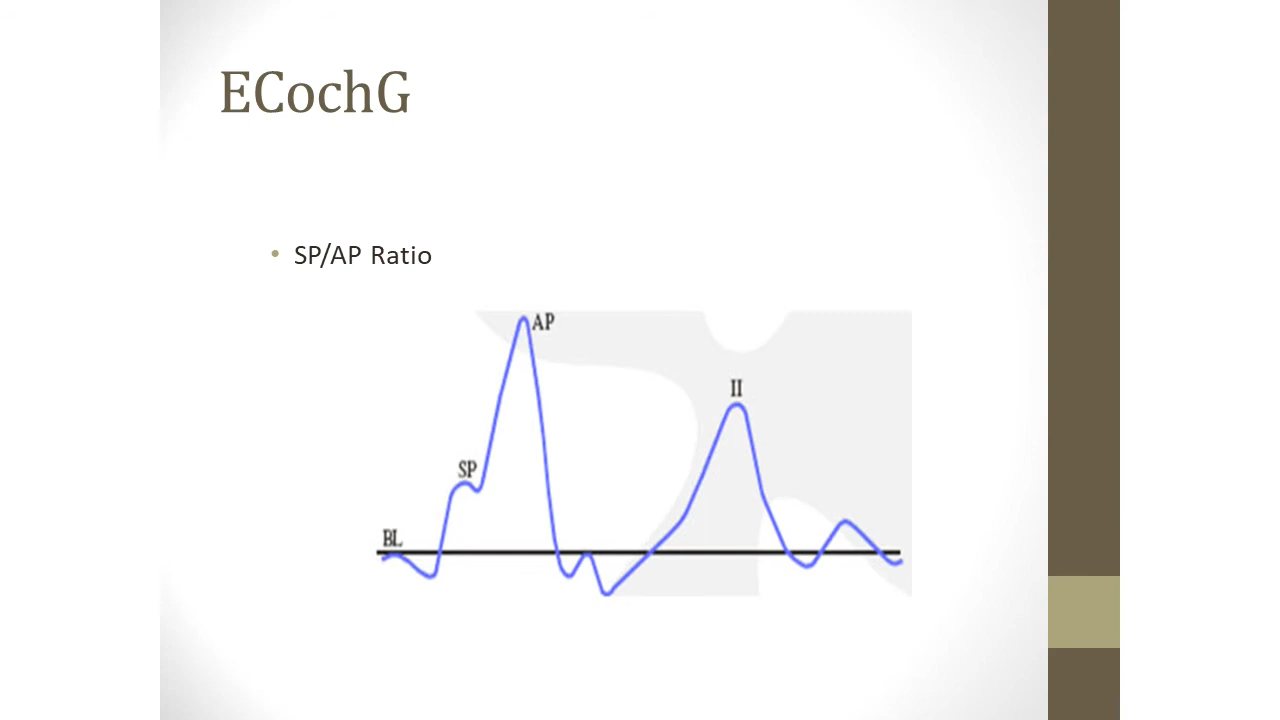 ECochG
• SP/AP Ratio
AP
II
SP
BL